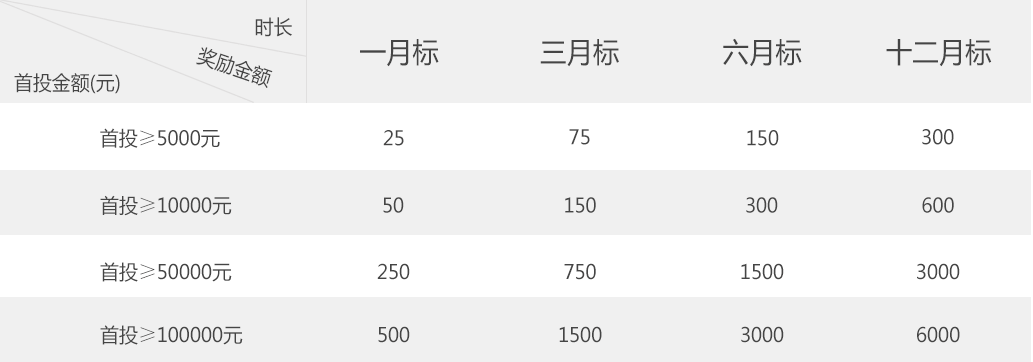 时长
奖励金额
首投金额(元)
一月标 三月标 六月标 十二月标
首投≥5000元 25 75 150 300
首投≥10000元 50 150 300 600
首投≥50000元 250 750 1500 3000
首投≥100000元 500 1500 3000 6000